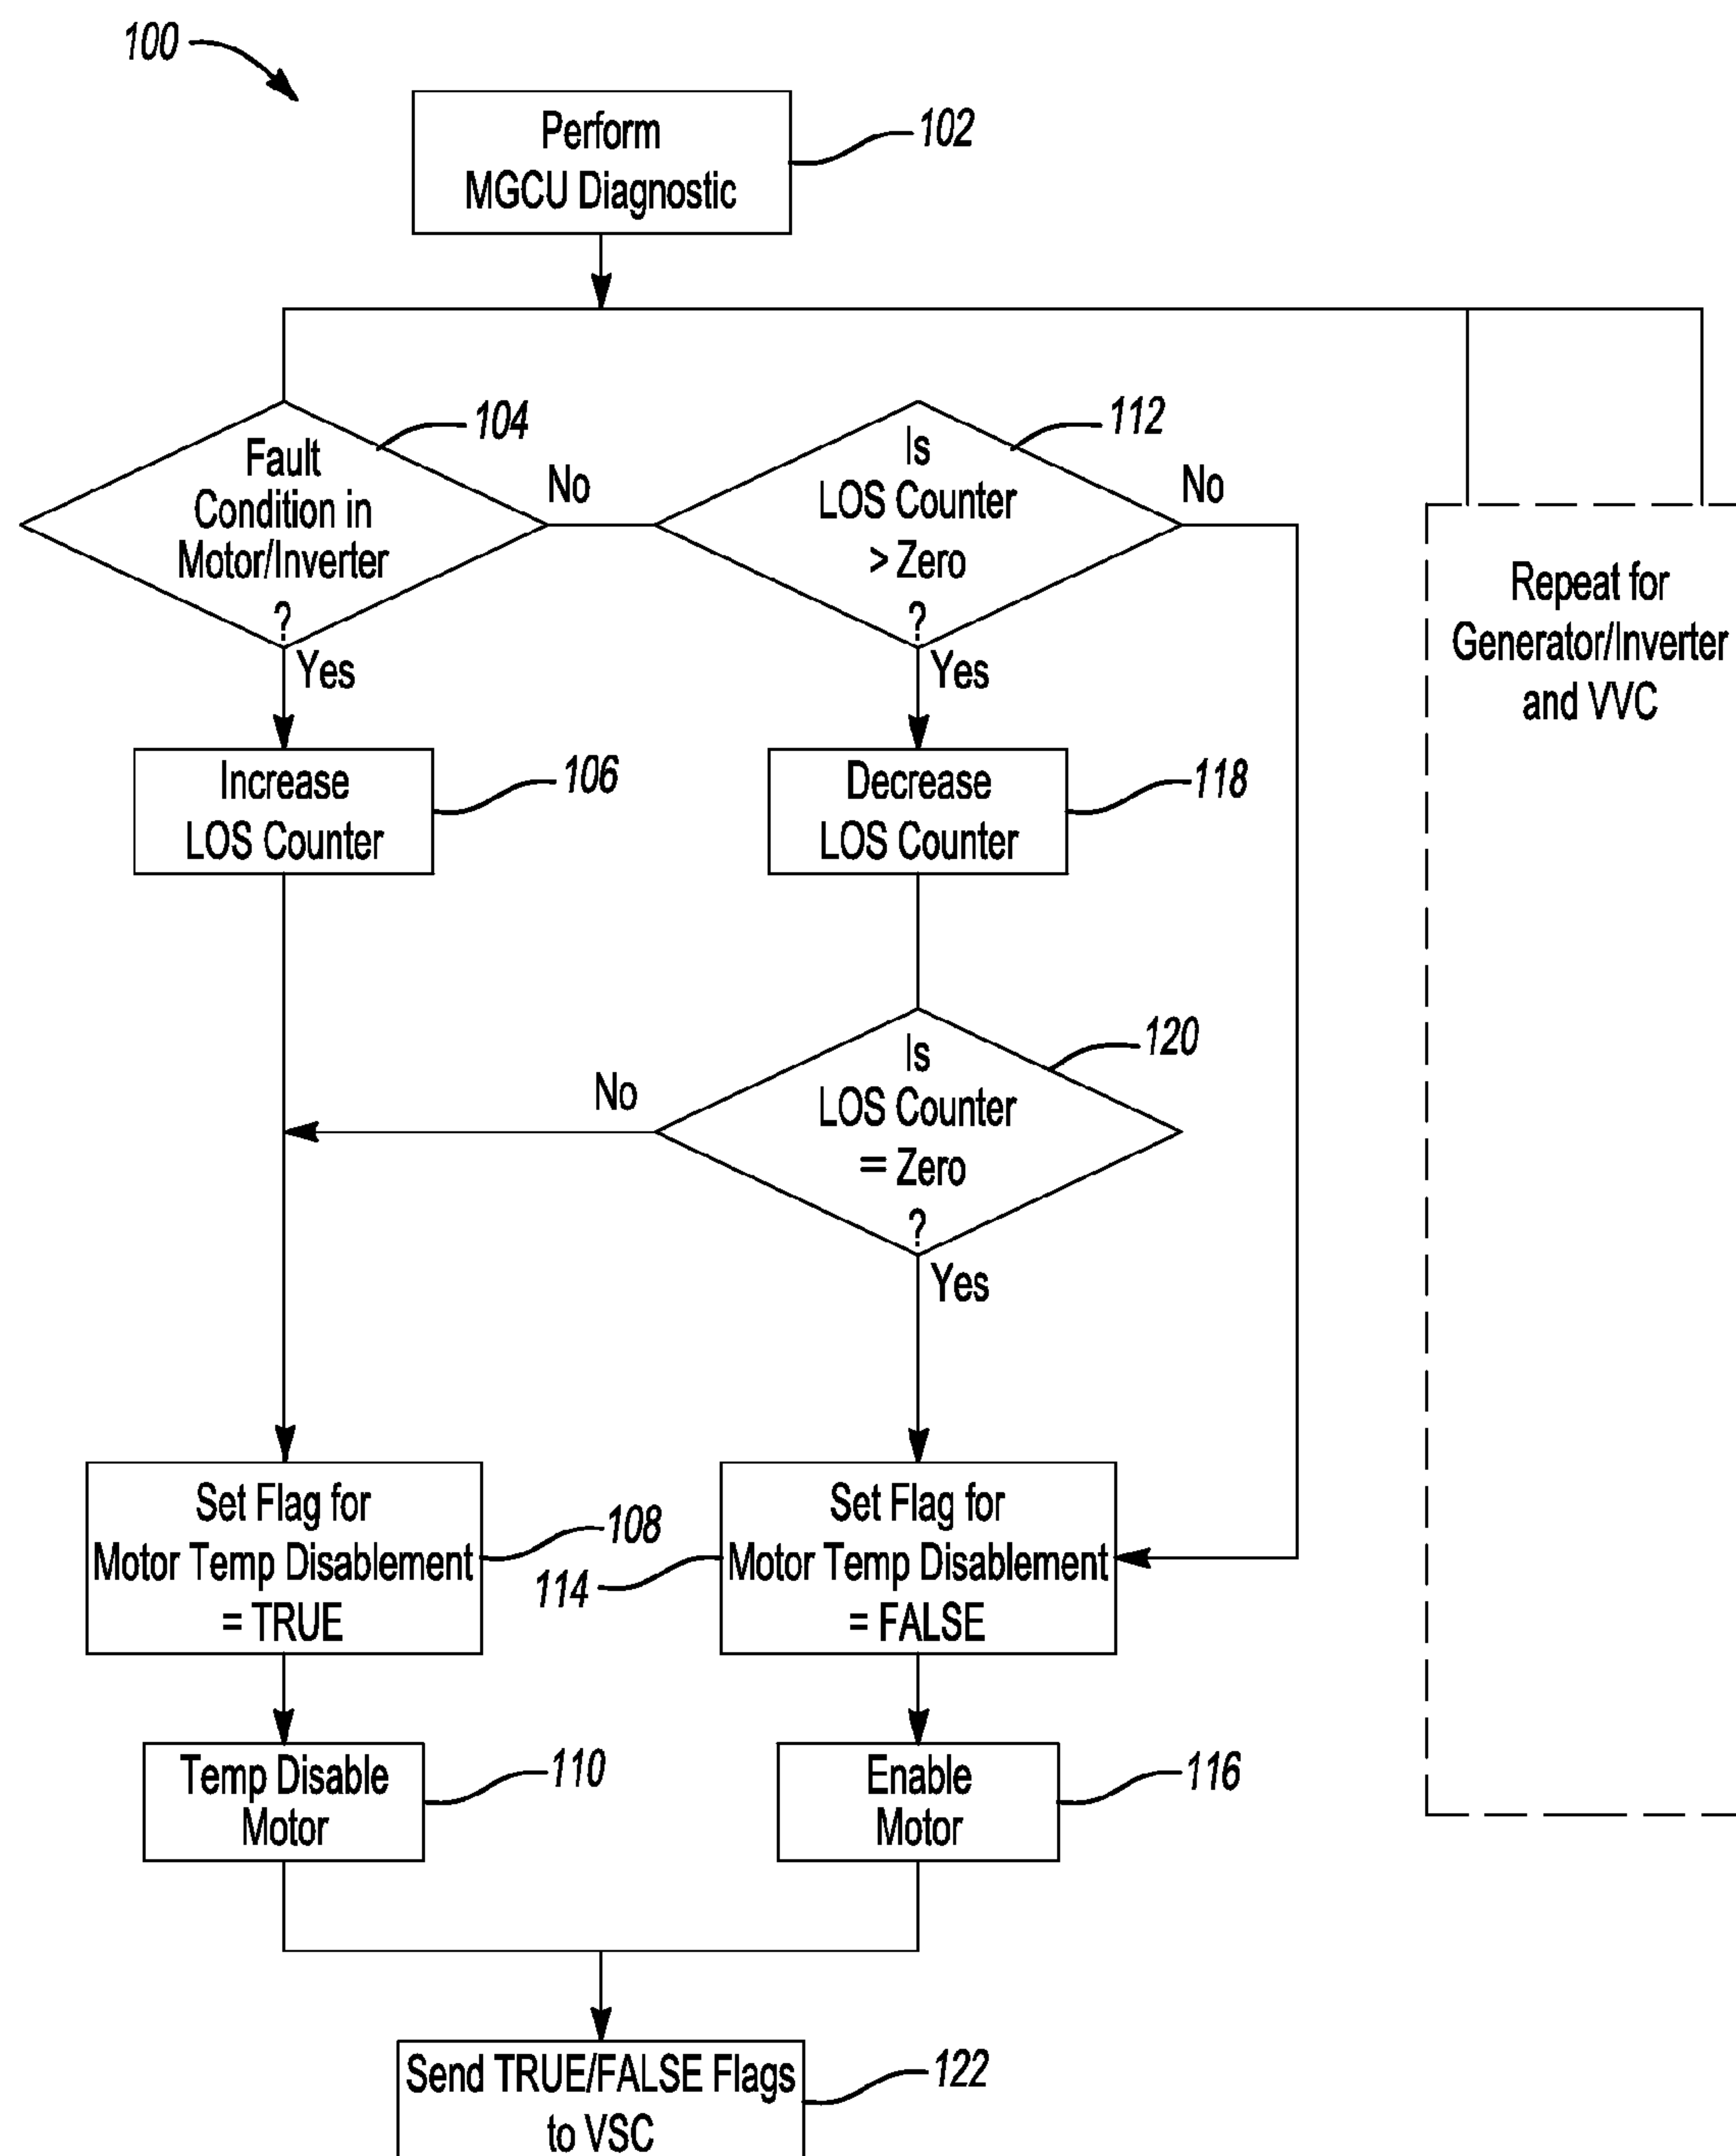 100
Perform
MGCU Diagnostic
102
Fault
Condition in
Motor/Inverter
?
104
No
Yes
Is
LOS Counter
> Zero
?
112
No
Yes
Repeat for
Generator/Inverter
and VVC
Increase
LOS Counter
106
Decrease
LOS Counter
118
Is
LOS Counter
= Zero
?
120
No
Yes
Set Flag for
Motor Temp Disablement
= TRUE
108
114
Set Flag for
Motor Temp Disablement
= FALSE
Temp Disable
Motor
110
Enable
Motor
116
Send TRUE/FALSE Flags
to VSC
122